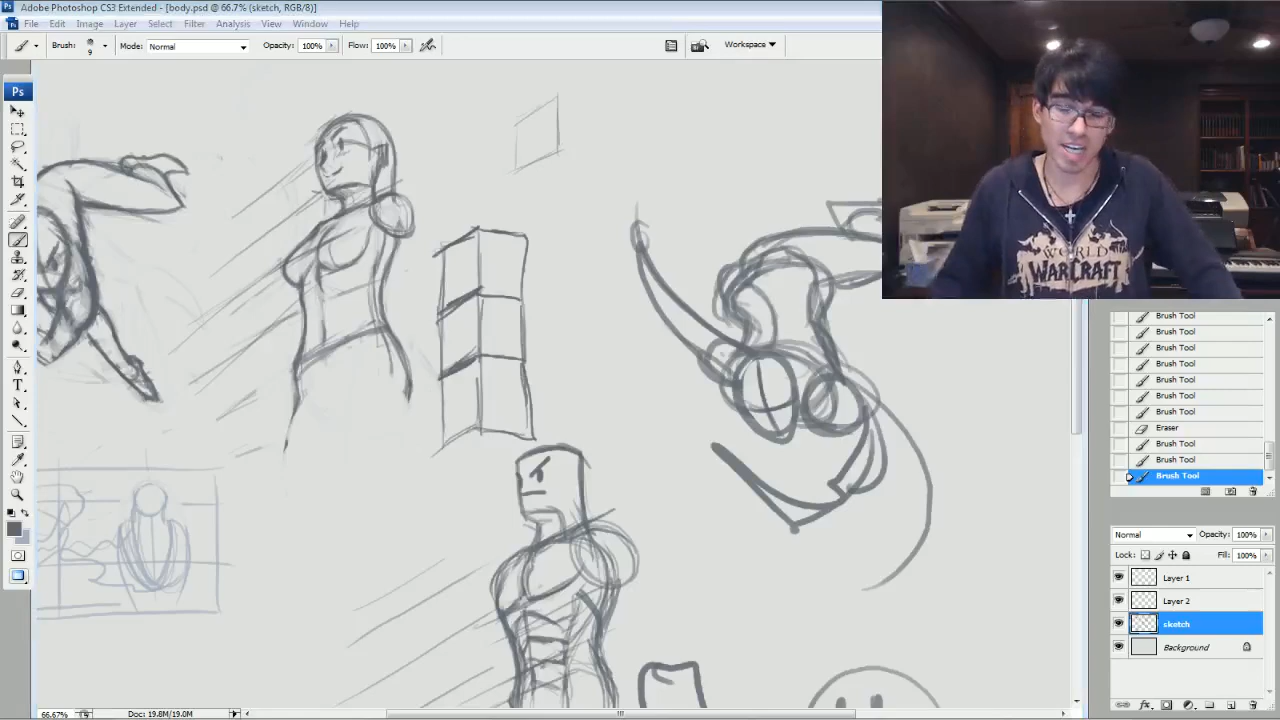 Adobe Photoshop CS3 Extended - [body.psd @ 66.7% (sketch, RGB/8)]
File Edit Image Layer Select Filter Analysis View Window Help
Brush: 9 Mode: Normal Opacity: 100% Flow: 100% Workspace
Ps
WORLD
WARCRAFT
Brush Tool
Brush Tool
Brush Tool
Brush Tool
Brush Tool
Brush Tool
Brush Tool
Eraser
Brush Tool
Brush Tool
Brush Tool
Normal Opacity: 100%
Lock: Fill: 100%
Layer 1
Layer 2
sketch
Background
66.67% Doc: 19.8M/19.0M